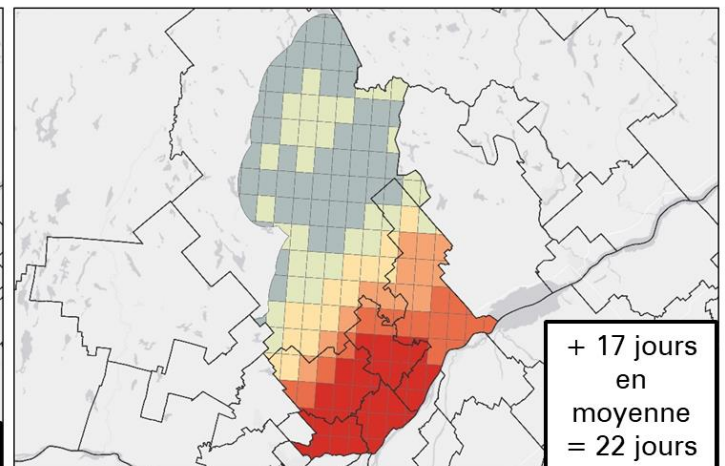 + 17 jours
en
moyenne
= 22 jours